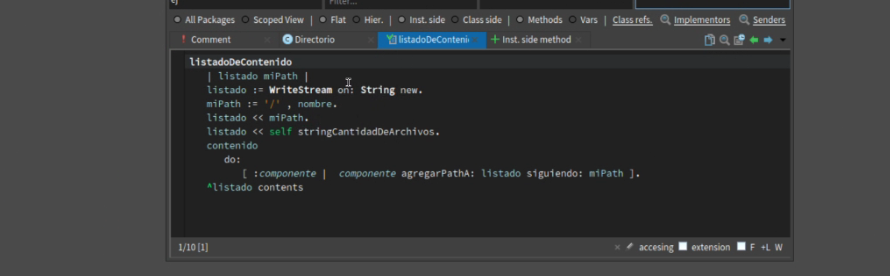 Filter...
All Packages Scoped View | Flat Hier. | Inst. side Class side | Methods Vars | Class refs. Implementors Senders
Comment × Directorio × listadoDeConteni × Inst. side method ×
listadoDeContenido
| listado miPath |
listado := WriteStream on: String new.
miPath := '/' , nombre.
listado << miPath.
listado << self stringCantidadDeArchivos.
contenido
do:
[ :componente | componente agregarPathA: listado siguiendo: miPath ].
^listado contents
1/10 [1] × accesing extension F +L W